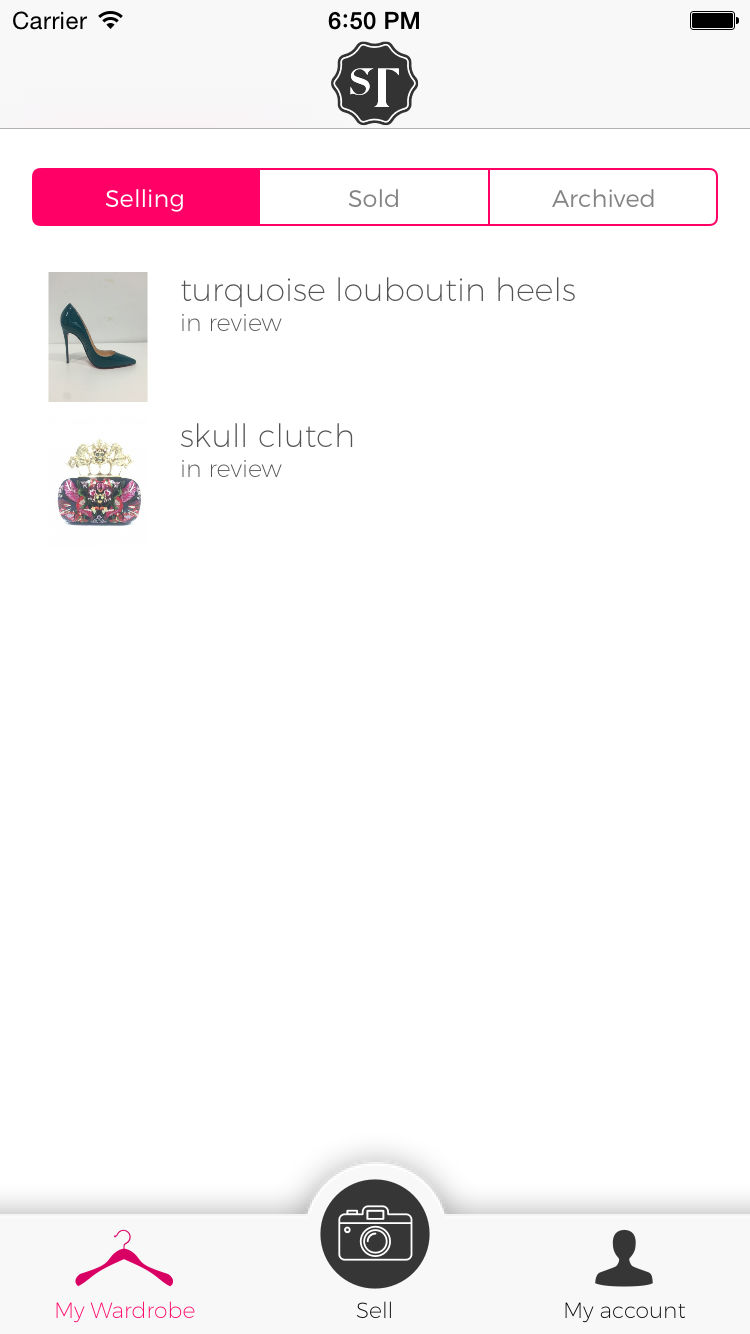 Carrier 6:50 PM
ST
Selling Sold Archived
turquoise louboutin heels
in review
skull clutch
in review
My Wardrobe Sell My account